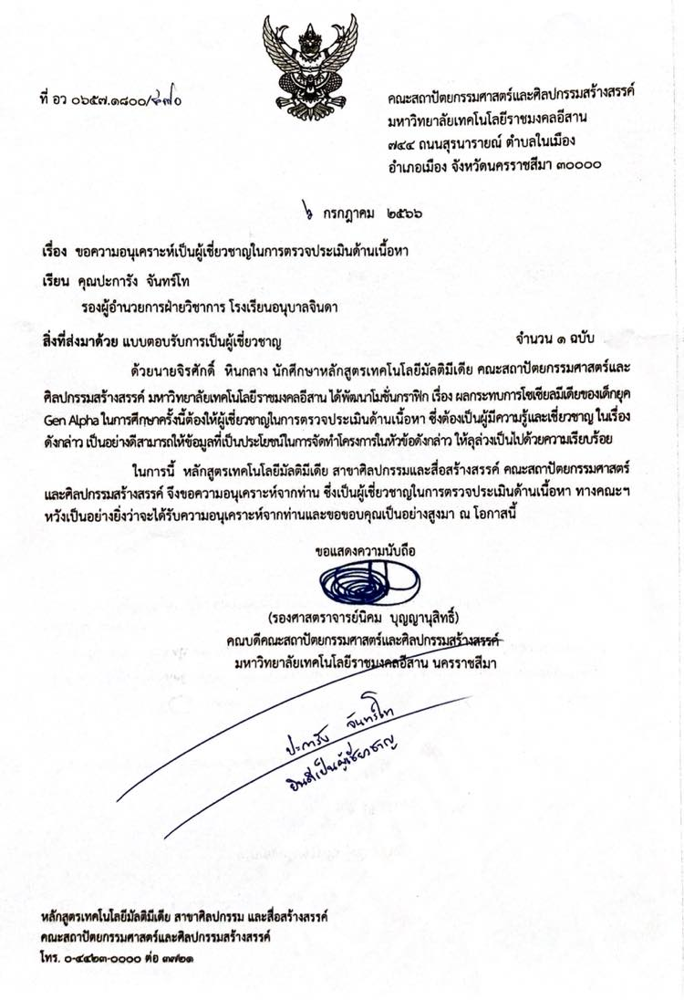 ที่ อว ๐๖๕๗.๑๘๐๐/
คณะสถาปัตยกรรมศาสตร์และศิลปกรรมสร้างสรรค์
มหาวิทยาลัยเทคโนโลยีราชมงคลอีสาน
๗๔๔ ถนนสุรนารายณ์ ตำบลในเมือง
อำเภอเมือง จังหวัดนครราชสีมา ๓๐๐๐๐
๖ กรกฎาคม ๒๕๖๖
เรื่อง ขอความอนุเคราะห์เป็นผู้เชี่ยวชาญในการตรวจประเมินด้านเนื้อหา
เรียน คุณปะการัง จันทร์โท
รองผู้อำนวยการฝ่ายวิชาการ โรงเรียนอนุบาลจินดา
สิ่งที่ส่งมาด้วย แบบตอบรับการเป็นผู้เชี่ยวชาญ จำนวน ๑ ฉบับ
ด้วยนายจิรศักดิ์ หินกลาง นักศึกษาหลักสูตรเทคโนโลยีมัลติมีเดีย คณะสถาปัตยกรรมศาสตร์และ
ศิลปกรรมสร้างสรรค์ มหาวิทยาลัยเทคโนโลยีราชมงคลอีสาน ได้พัฒนาโมชั่นกราฟิก เรื่อง ผลกระทบการโซเชียลมีเดียของเด็กยุค
Gen Alpha ในการศึกษาครั้งนี้ต้องให้ผู้เชี่ยวชาญในการตรวจประเมินด้านเนื้อหา ซึ่งต้องเป็นผู้มีความรู้และเชี่ยวชาญ ในเรื่อง
ดังกล่าว เป็นอย่างดีสามารถให้ข้อมูลที่เป็นประโยชน์ในการจัดทำโครงการในหัวข้อดังกล่าว ให้ลุล่วงเป็นไปด้วยความเรียบร้อย
ในการนี้ หลักสูตรเทคโนโลยีมัลติมีเดีย สาขาศิลปกรรมและสื่อสร้างสรรค์ คณะสถาปัตยกรรมศาสตร์
และศิลปกรรมสร้างสรรค์ จึงขอความอนุเคราะห์จากท่าน ซึ่งเป็นผู้เชี่ยวชาญในการตรวจประเมินด้านเนื้อหา ทางคณะฯ
หวังเป็นอย่างยิ่งว่าจะได้รับความอนุเคราะห์จากท่านและขอขอบคุณเป็นอย่างสูงมา ณ โอกาสนี้
ขอแสดงความนับถือ
(รองศาสตราจารย์นิคม บุญญานุสิทธิ์)
คณบดีคณะสถาปัตยกรรมศาสตร์และศิลปกรรมสร้างสรรค์
มหาวิทยาลัยเทคโนโลยีราชมงคลอีสาน นครราชสีมา
ปะการัง จันทร์โท
ยินดีเป็นผู้เชี่ยวชาญ
หลักสูตรเทคโนโลยีมัลติมีเดีย สาขาศิลปกรรม และสื่อสร้างสรรค์
คณะสถาปัตยกรรมศาสตร์และศิลปกรรมสร้างสรรค์
โทร. ๐-๔๔๒๓-๐๐๐๐ ต่อ ๓๗๒๑